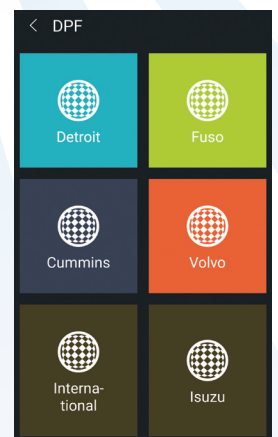 DPF
Detroit
Fuso
Cummins
Volvo
Interna-
tional
Isuzu